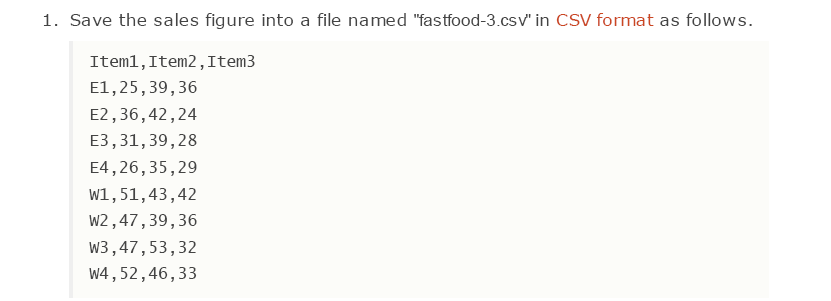 1. Save the sales figure into a file named "fastfood-3.csv" in CSV format as follows.
Item1,Item2,Item3
E1,25,39,36
E2,36,42,24
E3,31,39,28
E4,26,35,29
W1,51,43,42
W2,47,39,36
W3,47,53,32
W4,52,46,33